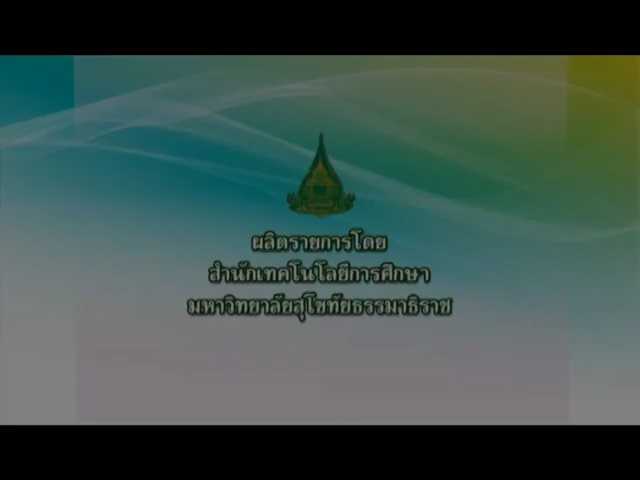 ผลิตรายการโดย
สำนักเทคโนโลยีการศึกษา
มหาวิทยาลัยสุโขทัยธรรมาธิราช